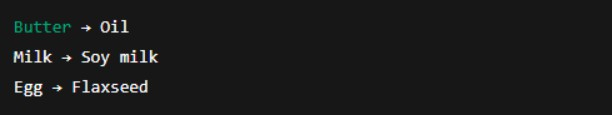 Butter → Oil
Milk → Soy milk
Egg → Flaxseed